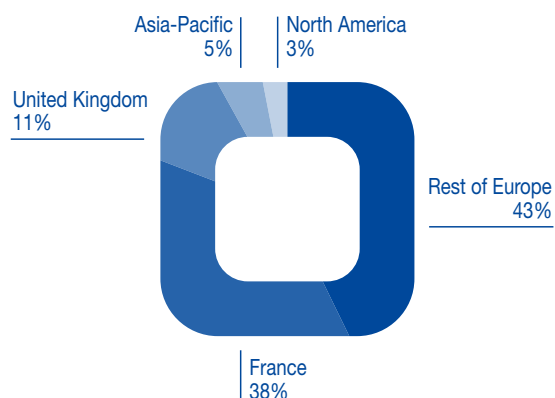 Asia-Pacific
5%
North America
3%
United Kingdom
11%
Rest of Europe
43%
France
38%